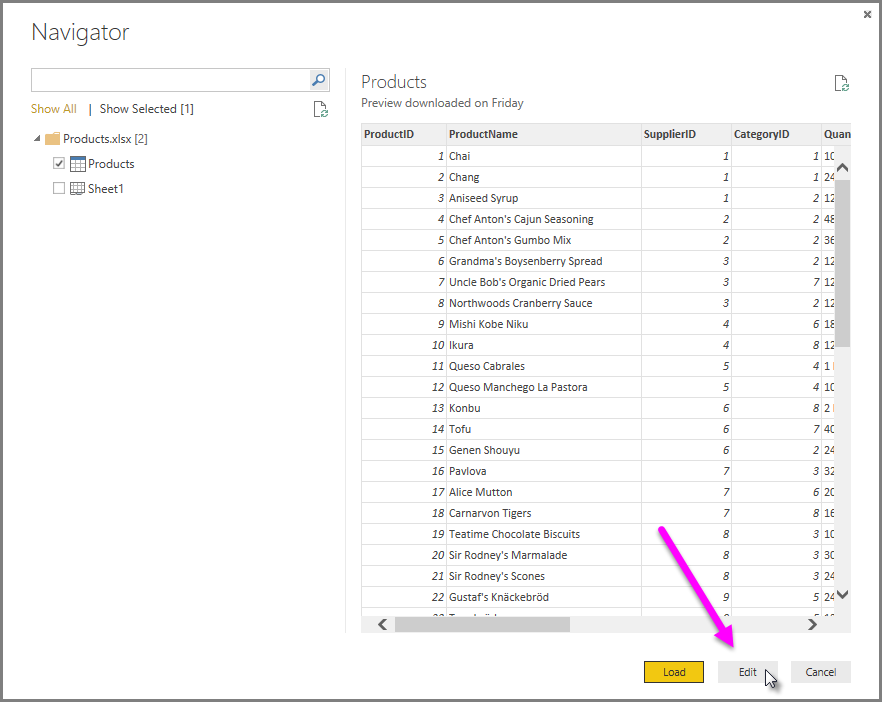 Navigator
Show All | Show Selected [1]
Products.xlsx [2]
Products
Sheet1
Products
Preview downloaded on Friday
ProductID ProductName SupplierID CategoryID Quan
1 Chai 1 1 10
2 Chang 1 1 24
3 Aniseed Syrup 1 2 12
4 Chef Anton's Cajun Seasoning 2 2 48
5 Chef Anton's Gumbo Mix 2 2 36
6 Grandma's Boysenberry Spread 3 2 12
7 Uncle Bob's Organic Dried Pears 3 7 12
8 Northwoods Cranberry Sauce 3 2 12
9 Mishi Kobe Niku 4 6 18
10 Ikura 4 8 12
11 Queso Cabrales 5 4 1
12 Queso Manchego La Pastora 5 4 10
13 Konbu 6 8 2
14 Tofu 6 7 40
15 Genen Shouyu 6 2 24
16 Pavlova 7 3 32
17 Alice Mutton 7 6 20
18 Carnarvon Tigers 7 8 16
19 Teatime Chocolate Biscuits 8 3 10
20 Sir Rodney's Marmalade 8 3 30
21 Sir Rodney's Scones 8 3 24
22 Gustaf's Knäckebröd 9 5 24
Load Edit Cancel